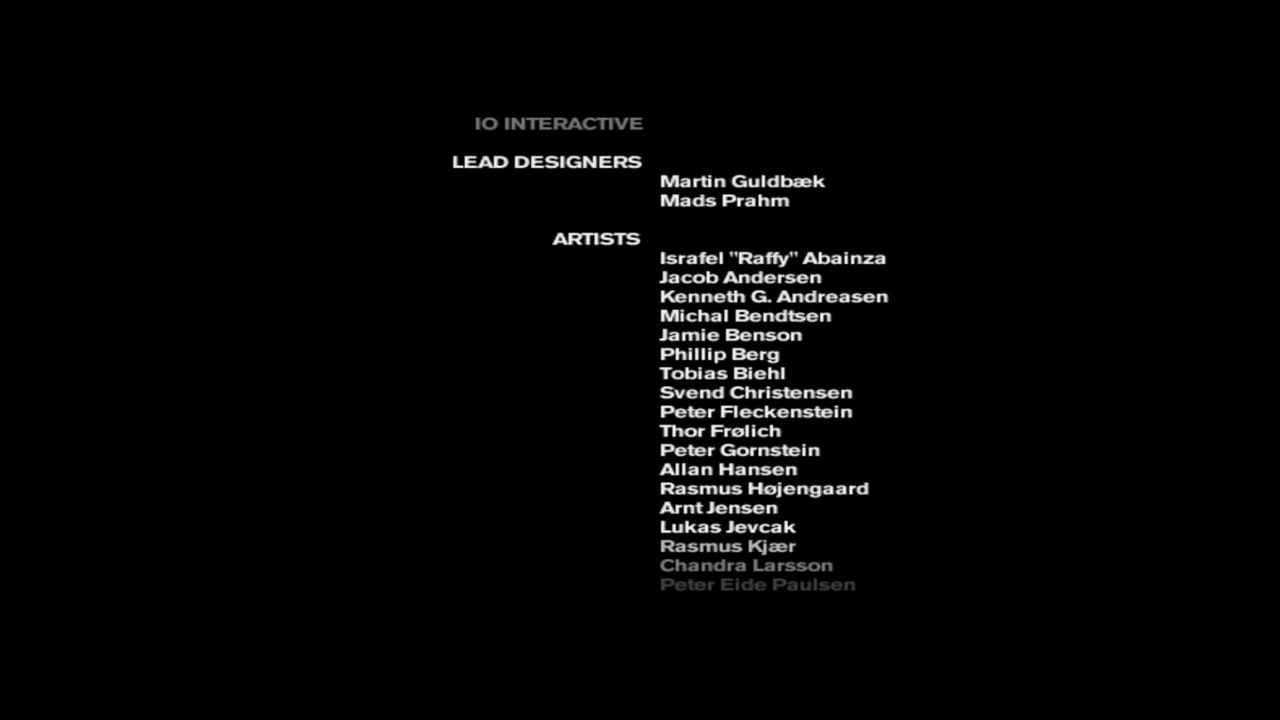 IO INTERACTIVE
LEAD DESIGNERS
Martin Guldbæk
Mads Prahm
ARTISTS
Israfel "Raffy" Abainza
Jacob Andersen
Kenneth G. Andreasen
Michal Bendtsen
Jamie Benson
Phillip Berg
Tobias Biehl
Svend Christensen
Peter Fleckenstein
Thor Frølich
Peter Gornstein
Allan Hansen
Rasmus Højengaard
Arnt Jensen
Lukas Jevcak
Rasmus Kjær
Chandra Larsson
Peter Eide Paulsen